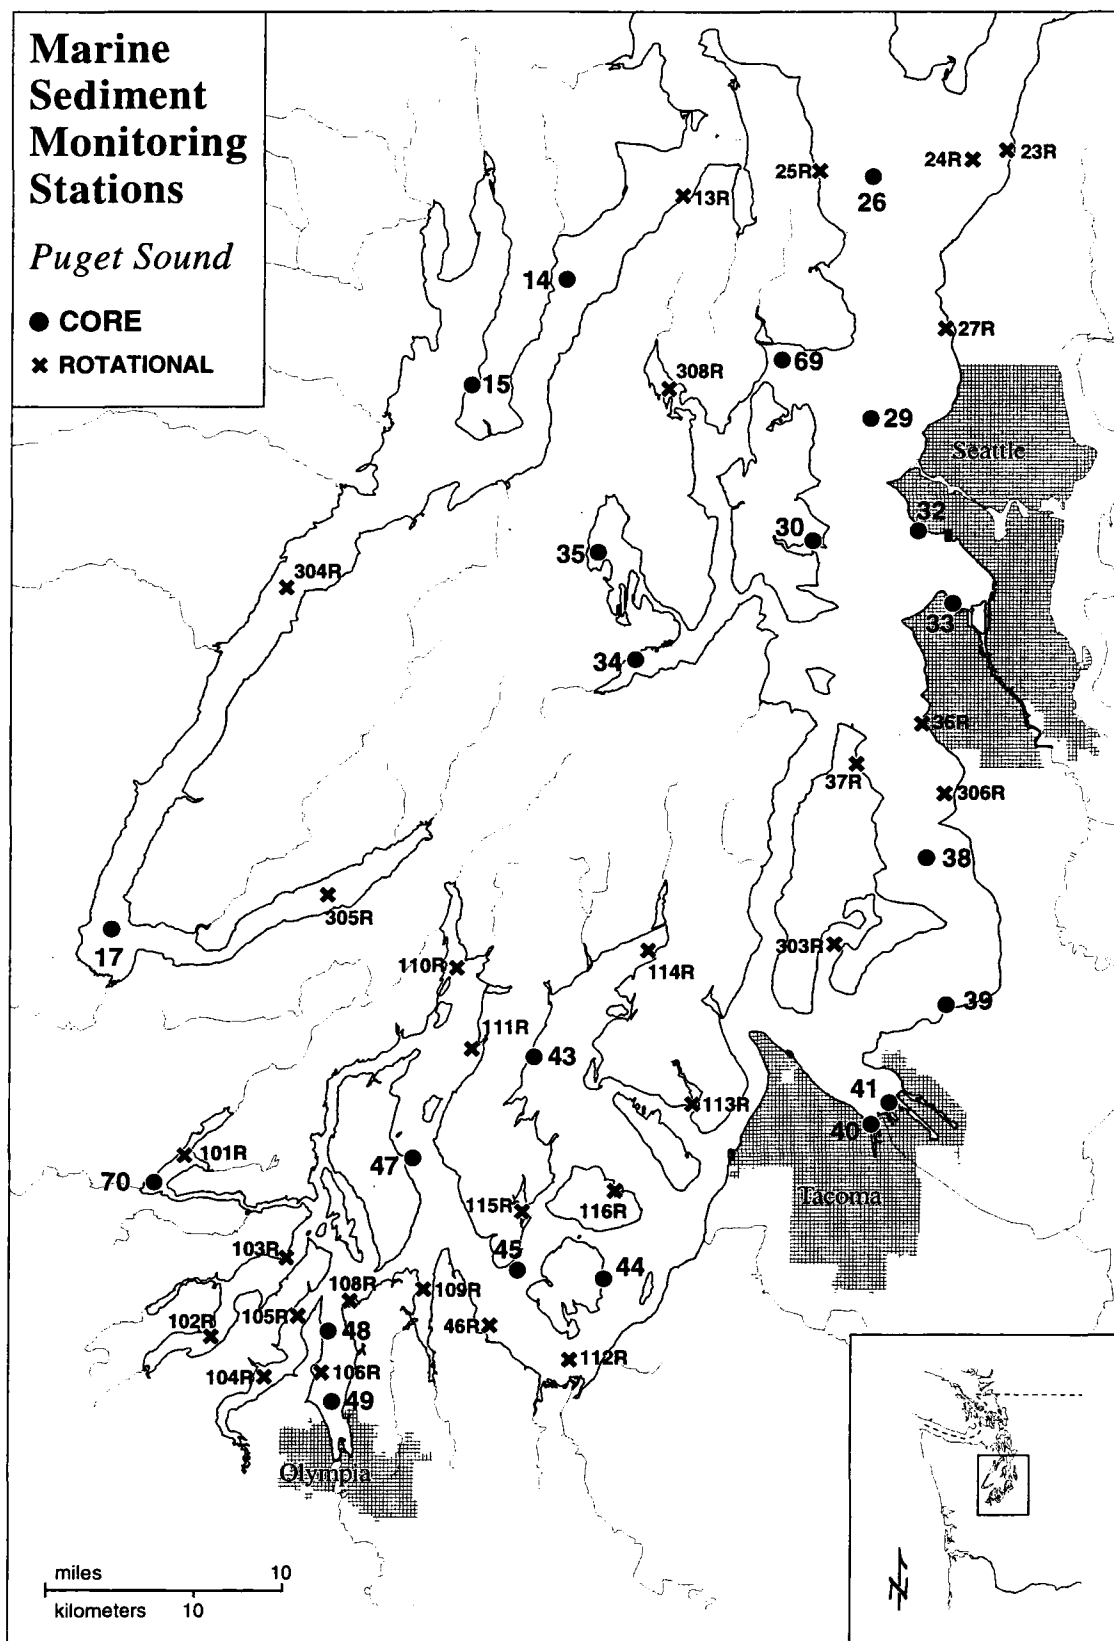 Marine
Sediment
Monitoring
Stations
Puget Sound
CORE
ROTATIONAL
23R
24R
25R
26
13R
14
27R
69
15
308R
29
Seattle
32
30
35
304R
33
34
36R
37R
306R
38
305R
17
303R
110R
114R
39
111R
43
41
113R
40
101R
47
70
Tacoma
115R
116R
103R
45
44
108R
109R
105R
48
46R
102R
112R
104R
106R
49
Olympia
miles 10
kilometers 10
N